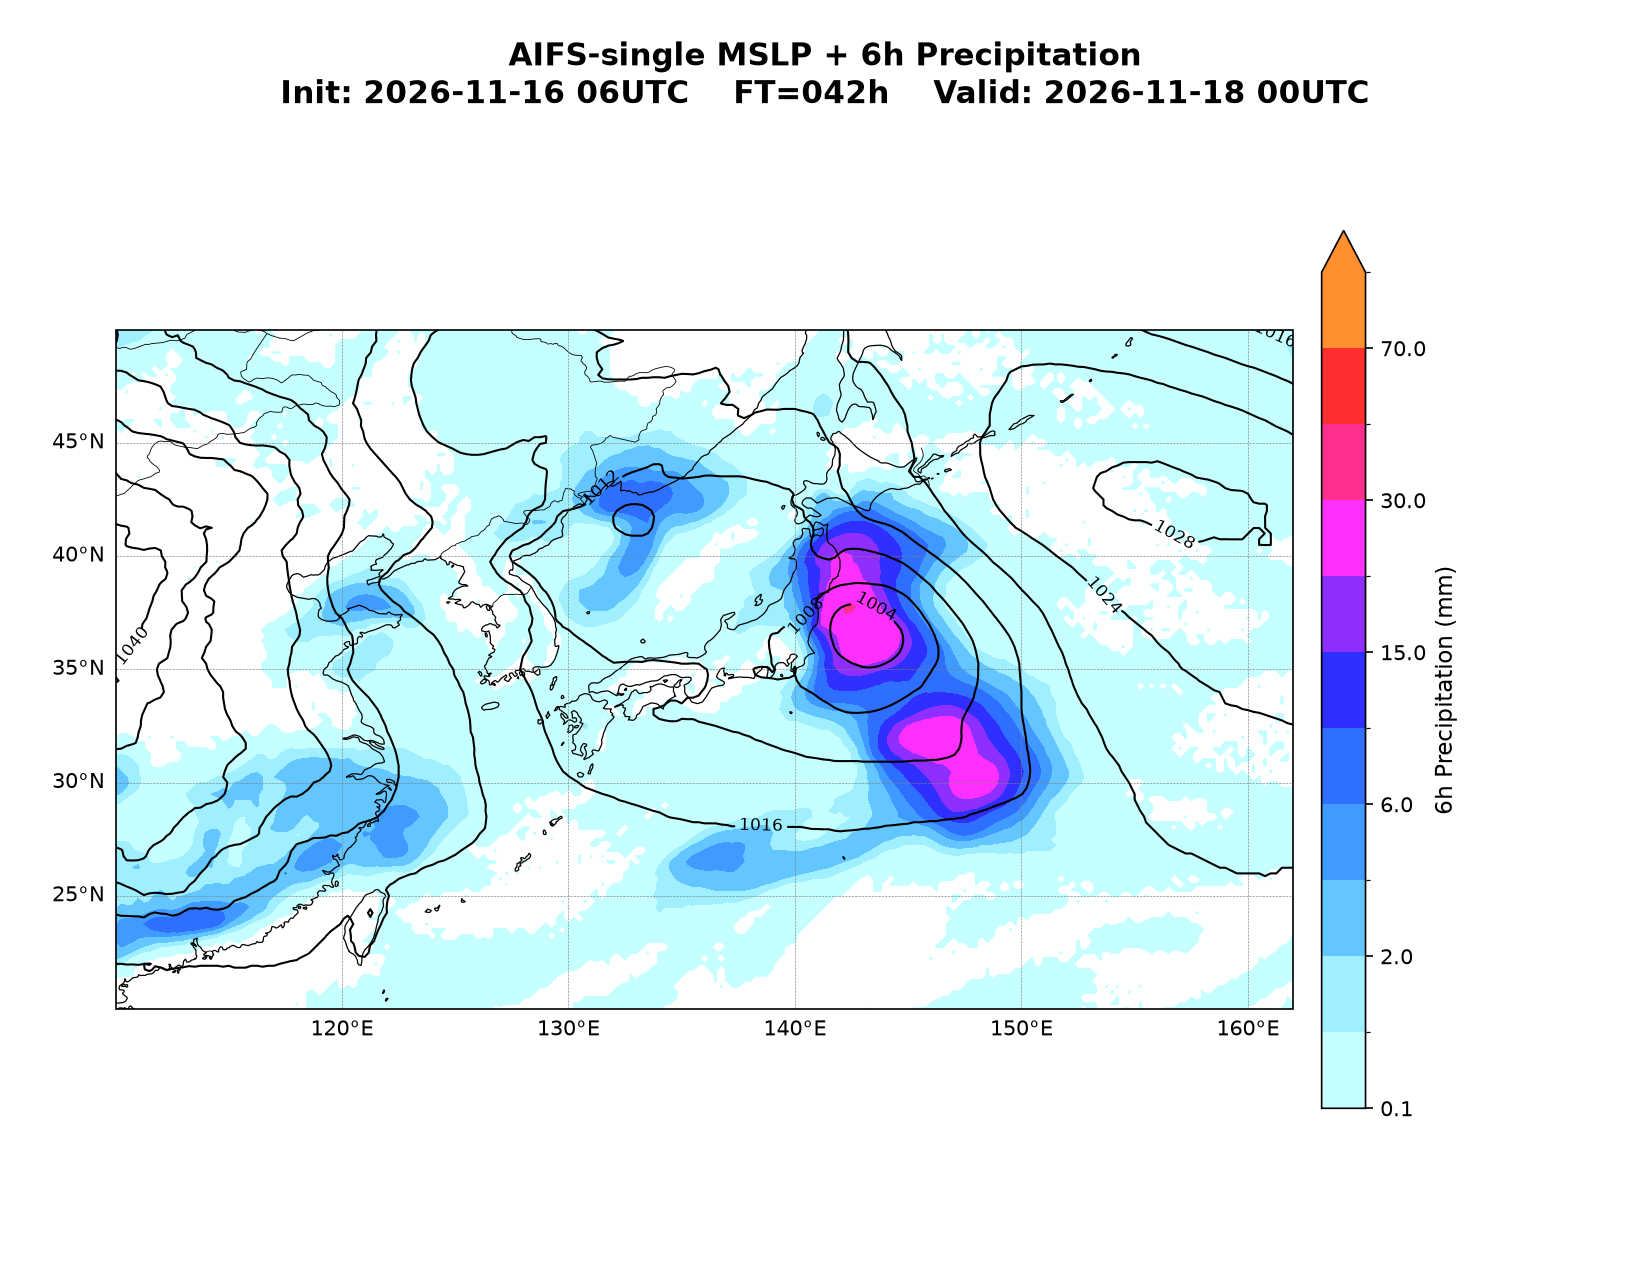 AIFS-single MSLP + 6h Precipitation
Init: 2026-11-16 06UTC    FT=042h    Valid: 2026-11-18 00UTC
1016
70.0
45°N
1012
30.0
1028
40°N
1024
1004
1008
1040
35°N
15.0
6h Precipitation (mm)
30°N
6.0
1016
25°N
2.0
120°E 130°E 140°E 150°E 160°E
0.1